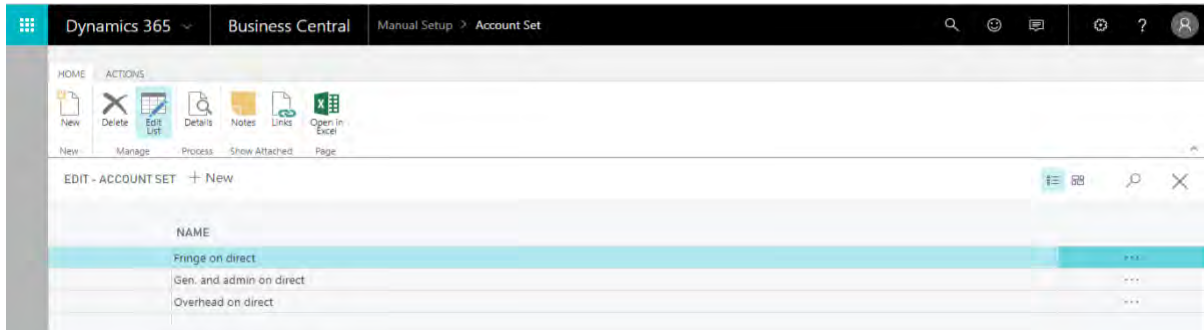 Dynamics 365 Business Central Manual Setup > Account Set ?
HOME ACTIONS
New Delete Edit List Details Notes Links Open in Excel
New Manage Process Show Attached Page
EDIT - ACCOUNT SET + New
NAME
Fringe on direct
Gen. and admin on direct
Overhead on direct